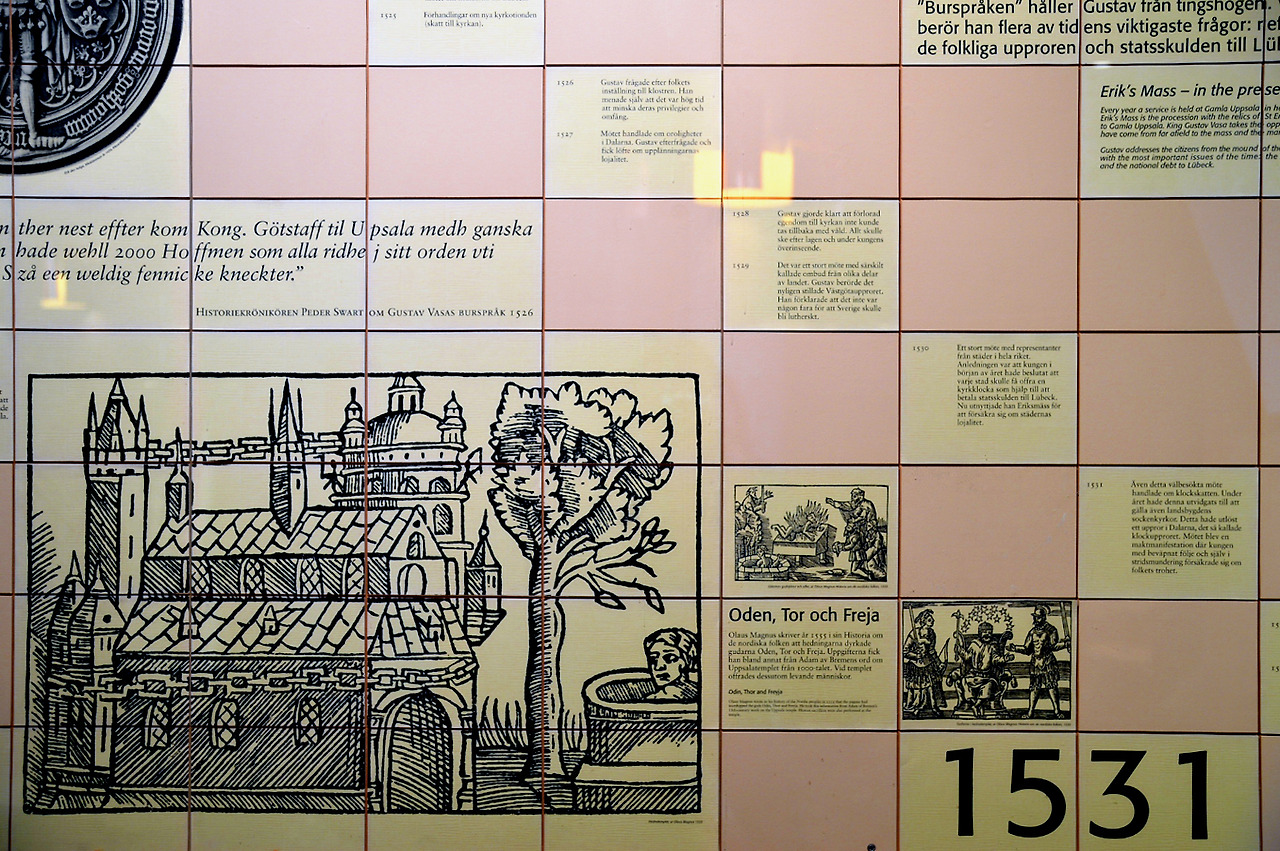 1525 Förhandlingar om nya kyrkotionden
(skatt till kyrkan).
"Burspråken" håller Gustav från tingshögen.
berör han flera av tidens viktigaste frågor:
de folkliga upproren och statsskulden till
Erik's Mass – in the
Every year a service is held at Gamla Uppsala in
Erik's Mass is the procession with the relics of St
to Gamla Uppsala. King Gustav Vasa takes the
have come from far afield to the mass and the
Gustav addresses the citizens from the mound of
with the most important issues of the time: the
and the national debt to Lübeck.
1526 Gustav frågade efter folkets
inställning till klostren. Han
menade själv att det var hög tid
att minska deras privilegier och
omfång.
1527 Mötet handlade om oroligheter
i Dalarna. Gustav efterfrågade och
fick löfte om upplänningarnas
lojalitet.
ther nest effter kom Kong. Götstaff til Upsala medh ganska
hade wehll 2000 Hoffmen som alla ridhe j sitt orden vti
Så een weldig fennicke kneckter."
Historiekrönikören Peder Swart om Gustav Vasas burspråk 1526
1528 Gustav gjorde klart att förlorad
egendom till kyrkan inte kunde
tas tillbaka med våld. Allt skulle
ske efter lagen och under kungens
överinseende.
1529 Det var ett stort möte med särskilt
kallade ombud från olika delar
av landet. Gustav berörde det
nyligen stillade Västgötaupproret.
Han förklarade att det inte var
någon fara för att Sverige skulle
bli lutherskt.
1530 Ett stort möte med representanter
från städer i hela riket.
Anledningen var att kungen i
början av året hade beslutat att
varje stad skulle få offra en
kyrkklocka som hjälp till att
betala statsskulden till Lübeck.
Nu utnyttjade han Eriksmäss för
att försäkra sig om städernas
lojalitet.
1531 Även detta välbesökta möte
handlade om klockskatten. Under
året hade denna utvidgats till att
gälla även landsbygdens
sockenkyrkor. Detta hade utlöst
ett uppror i Dalarna, det så kallade
klockupproret. Mötet blev en
maktmanifestation där kungen
med beväpnat följe och själv i
stridsmundering försäkrade sig om
folkets trohet.
Oden, Tor och Freja
Olaus Magnus skriver år 1555 i sin Historia om
de nordiska folken att hedningarna dyrkade
gudarna Oden, Tor och Freja. Uppgifterna fick
han bland annat från Adam av Bremens ord om
Uppsalatemplet från 1000-talet. Vid templet
offrades dessutom levande människor.
Odin, Thor and Freyja
1531